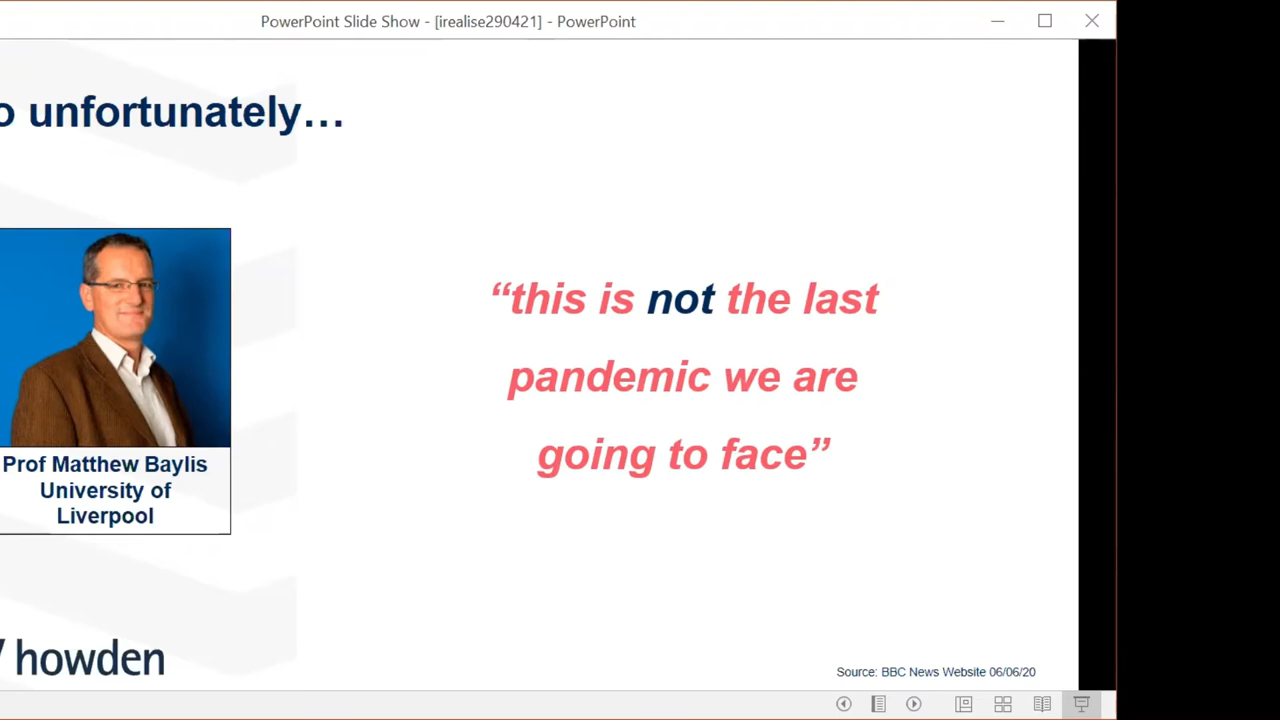 PowerPoint Slide Show - [irealise290421] - PowerPoint
o unfortunately…
“this is not the last
pandemic we are
going to face”
Prof Matthew Baylis
University of
Liverpool
howden
Source: BBC News Website 06/06/20